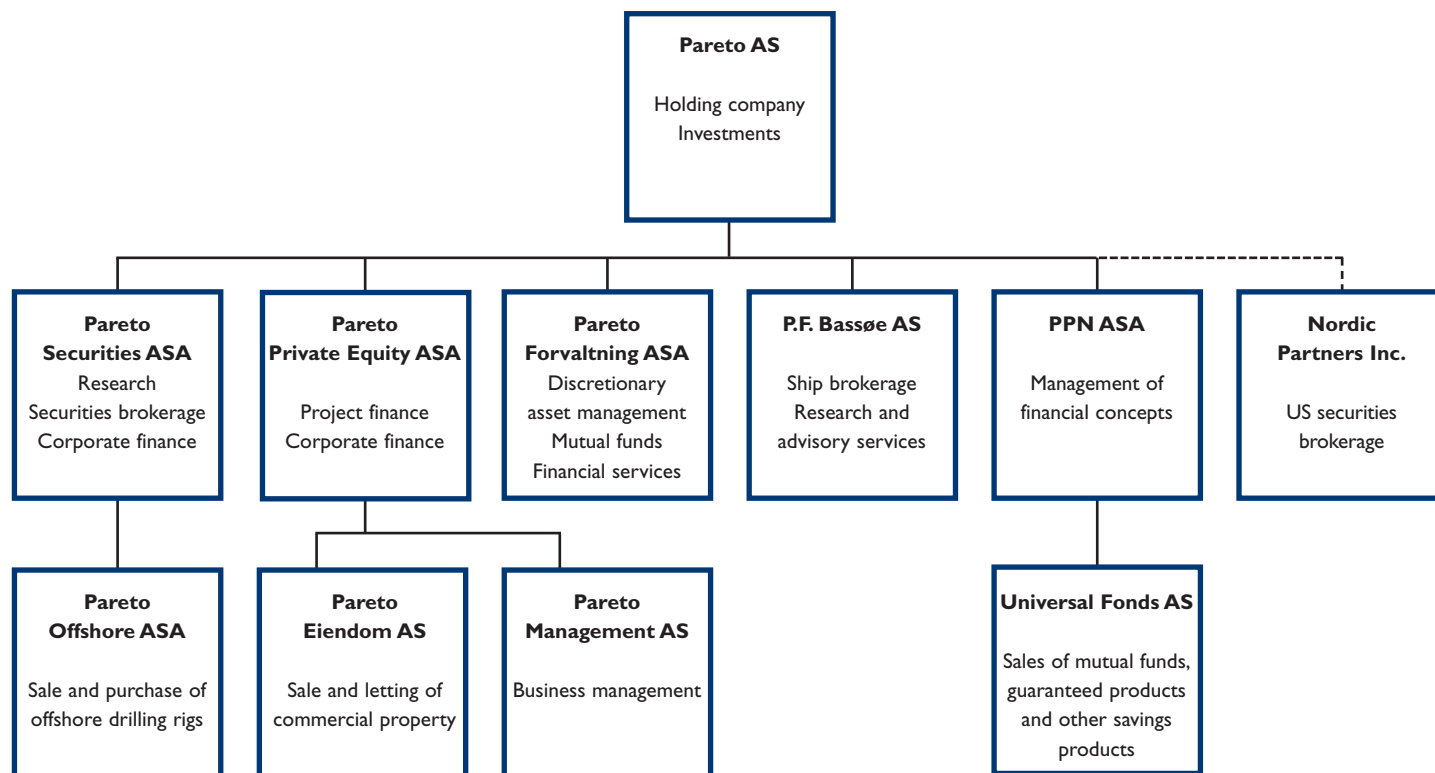 Pareto AS
Holding company
Investments
Pareto
Securities ASA
Research
Securities brokerage
Corporate finance
Pareto
Private Equity ASA
Project finance
Corporate finance
Pareto
Forvaltning ASA
Discretionary
asset management
Mutual funds
Financial services
P.F. Bassøe AS
Ship brokerage
Research and
advisory services
PPN ASA
Management of
financial concepts
Nordic
Partners Inc.
US securities
brokerage
Pareto
Offshore ASA
Sale and purchase of
offshore drilling rigs
Pareto
Eiendom AS
Sale and letting of
commercial property
Pareto
Management AS
Business management
Universal Fonds AS
Sales of mutual funds,
guaranteed products
and other savings
products